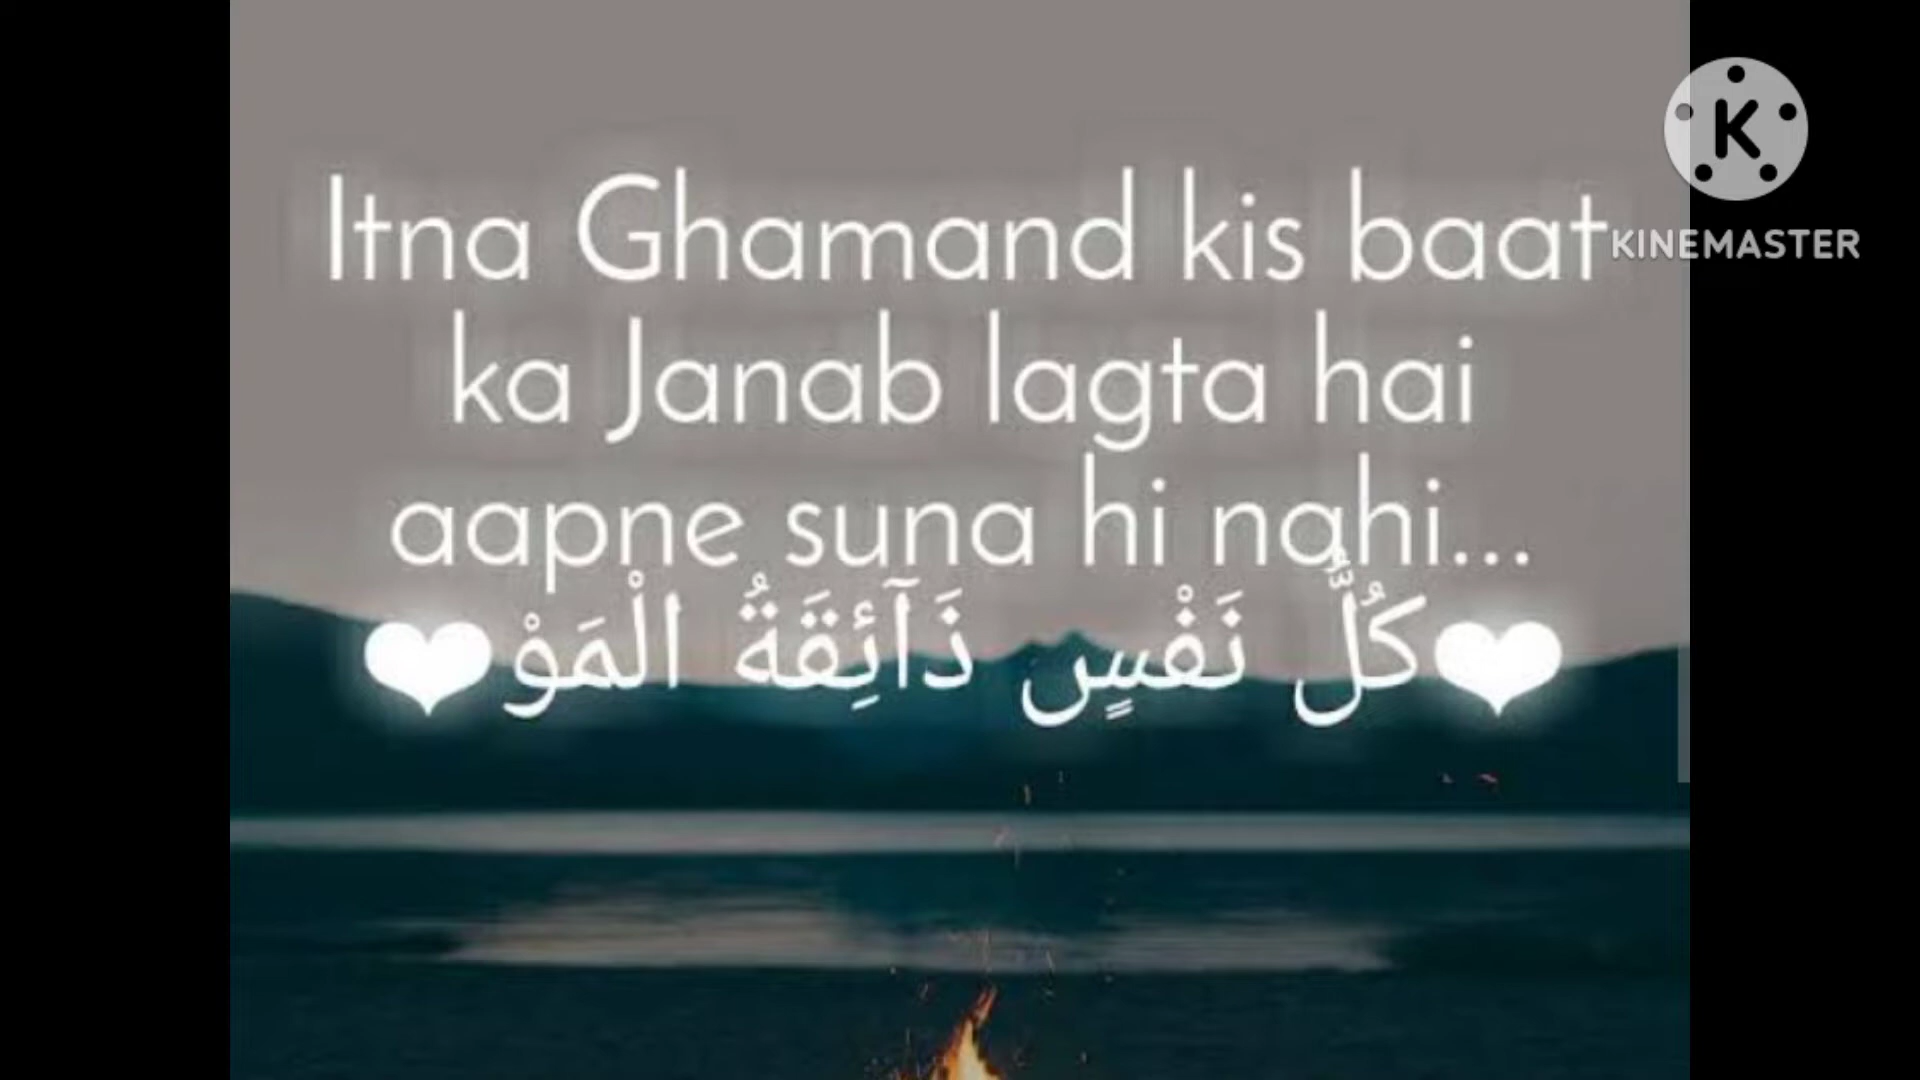 Itna Ghamand kis baat
ka Janab lagta hai
aapne suna hi nahi...
❤كُلُّ نَفْسٍ ذَآئِقَةُ الْمَوْ❤
K
KINEMASTER